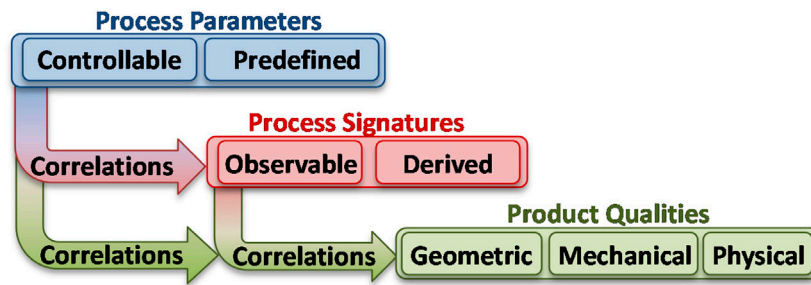 Process Parameters
Controllable Predefined
Process Signatures
Correlations Observable Derived
Product Qualities
Correlations Correlations Geometric Mechanical Physical